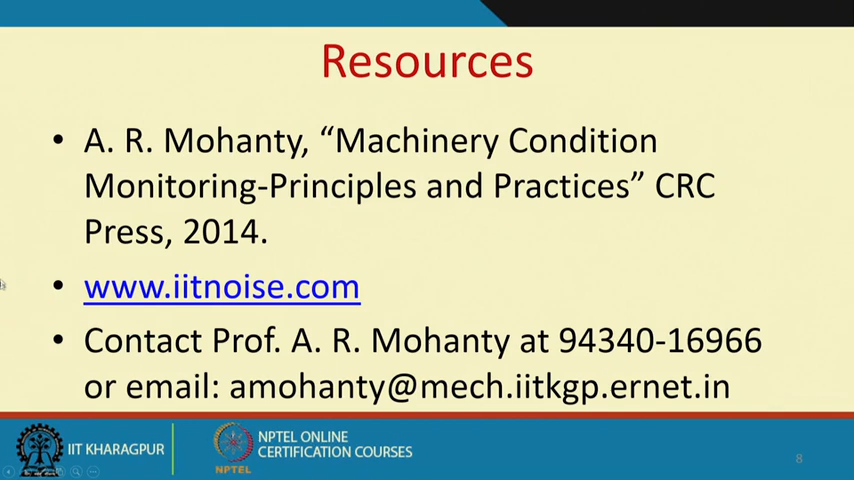 Resources
• A. R. Mohanty, “Machinery Condition
Monitoring-Principles and Practices” CRC
Press, 2014.
• www.iitnoise.com
• Contact Prof. A. R. Mohanty at 94340-16966
or email: amohanty@mech.iitkgp.ernet.in
IIT KHARAGPUR
NPTEL
NPTEL ONLINE
CERTIFICATION COURSES
8